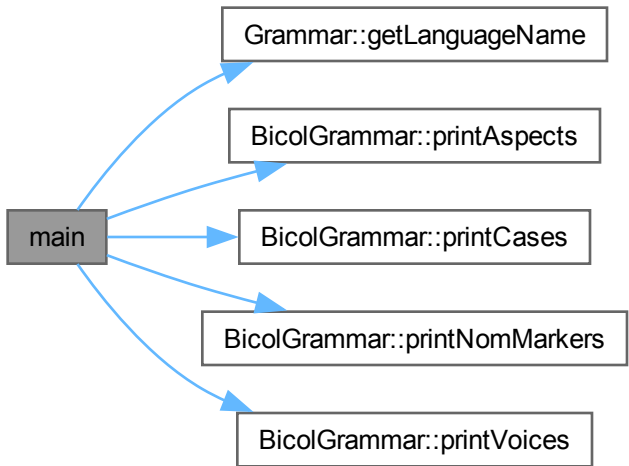 Grammar::getLanguageName
BicolGrammar::printAspects
main
BicolGrammar::printCases
BicolGrammar::printNomMarkers
BicolGrammar::printVoices